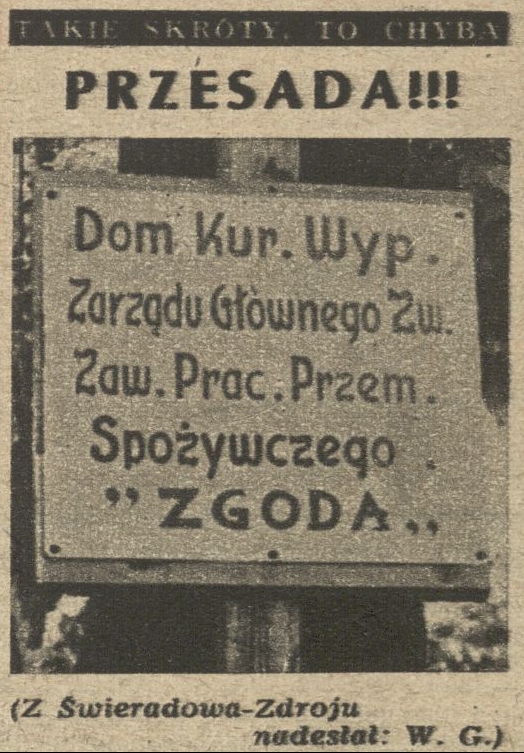 TAKIE SKRÓTY, TO CHYBA
PRZESADA!!!
Dom Kur. Wyp.
Zarządu Głównego Zw.
Zaw. Prac. Przem.
Spożywczego.
”ZGODA„
(Z Świeradowa-Zdroju
nadesłał: W. G.)